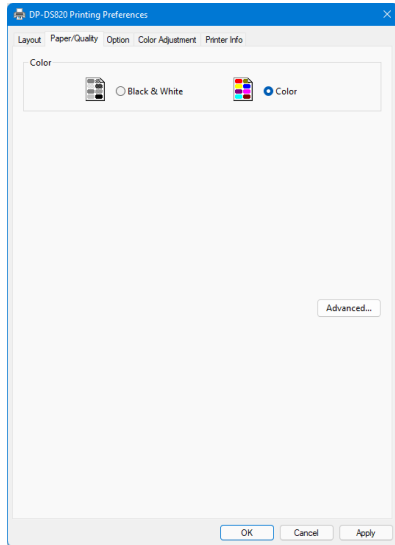 DP-DS820 Printing Preferences
Layout Paper/Quality Option Color Adjustment Printer Info
Color
Black & White Color
Advanced...
OK Cancel Apply